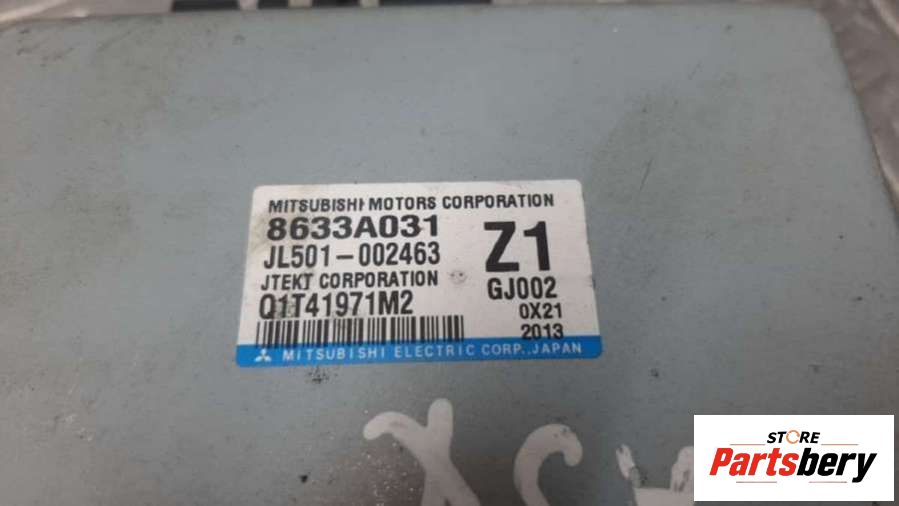 MITSUBISHI MOTORS CORPORATION
8633A031
JL501-002463
Z1
JTEKT CORPORATION
Q1T41971M2
GJ002
0X21
2013
MITSUBISHI ELECTRIC CORP., JAPAN
STORE
Partsbery